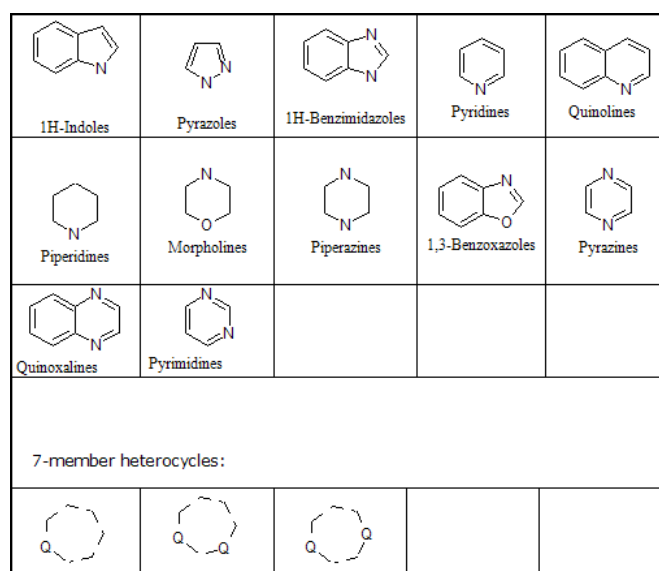 N
N
N
N
N
N
N
1H-Indoles
Pyrazoles
1H-Benzimidazoles
Pyridines
Quinolines
N
N
O
N
N
N
O
N
N
Piperidines
Morpholines
Piperazines
1,3-Benzoxazoles
Pyrazines
N
N
N
N
Quinoxalines
Pyrimidines
7-member heterocycles:
Q
Q
Q
Q
Q